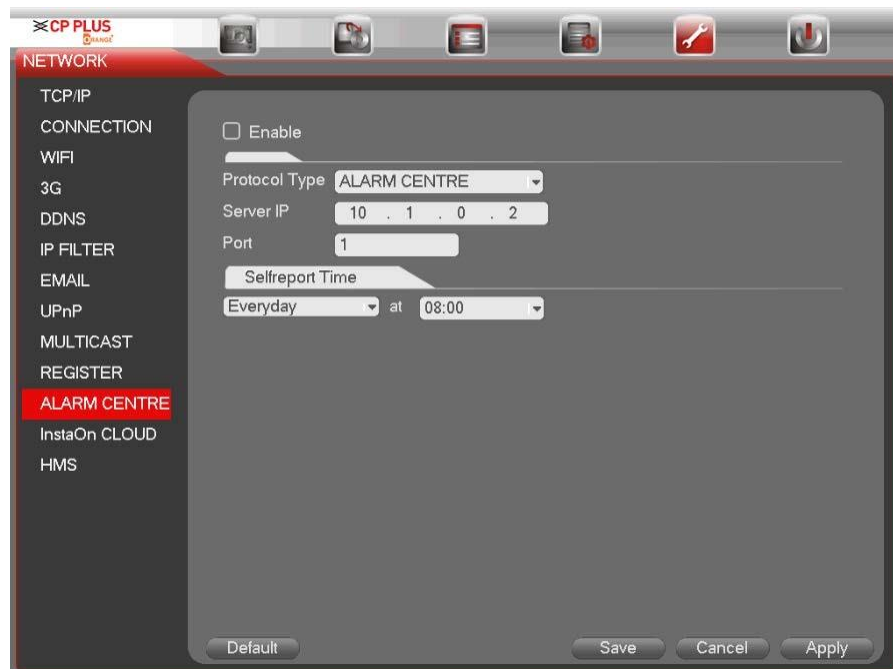 CP PLUS
ORANGE
NETWORK
TCP/IP
CONNECTION
WIFI
3G
DDNS
IP FILTER
EMAIL
UPnP
MULTICAST
REGISTER
ALARM CENTRE
InstaOn CLOUD
HMS
Enable
Protocol Type ALARM CENTRE
Server IP 10 . 1 . 0 . 2
Port 1
Selfreport Time
Everyday at 08:00
Default Save Cancel Apply